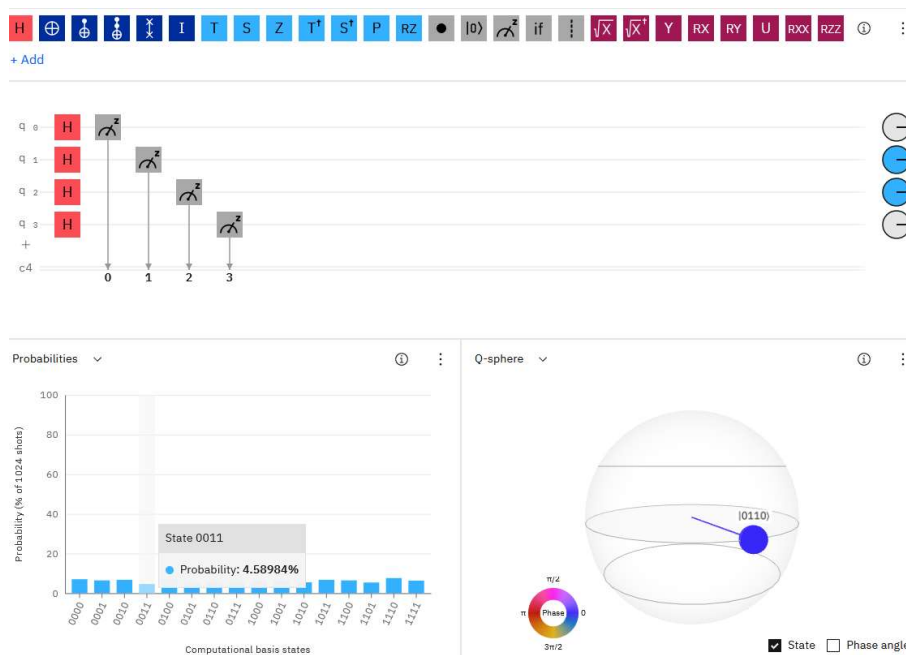 H T S Z T† S† P RZ |0⟩ z if √X √X† Y RX RY U RXX RZZ
+ Add
q 0 H z
q 1 H z
q 2 H z
q 3 H z
+
c4 0 1 2 3
Probabilities
Q-sphere
Probability (% of 1024 shots)
100
80
60
40
20
0
State 0011
Probability: 4.58984%
0000 0001 0010 0011 0100 0101 0110 0111 1000 1001 1010 1011 1100 1101 1110 1111
Computational basis states
|0110⟩
π/2
π Phase 0
3π/2
State Phase angle